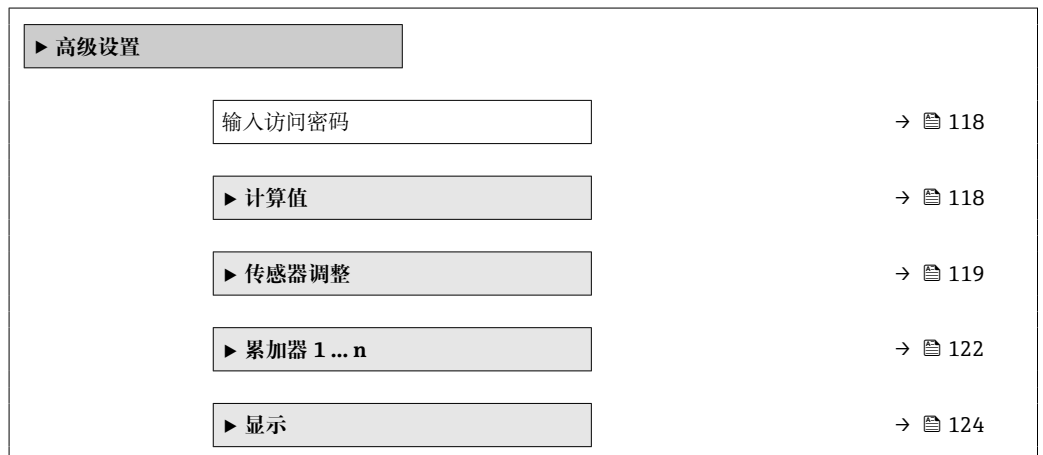 ▶ 高级设置
输入访问密码 → 118
▶ 计算值 → 118
▶ 传感器调整 → 119
▶ 累加器 1 … n → 122
▶ 显示 → 124